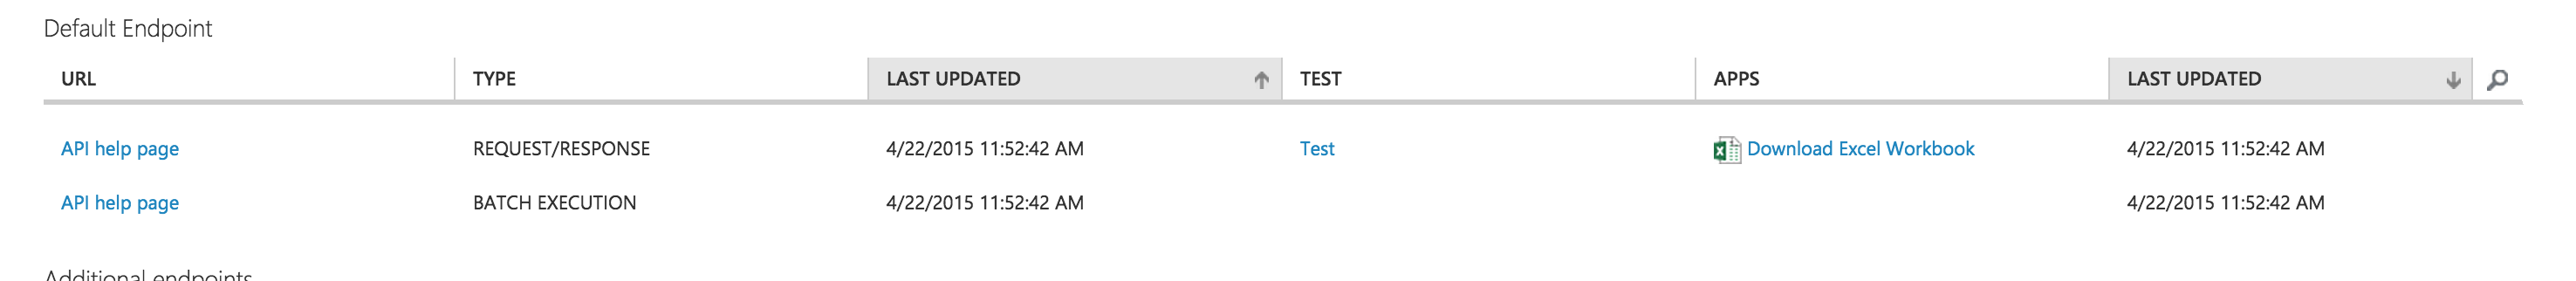 Default Endpoint
URL TYPE LAST UPDATED TEST APPS LAST UPDATED
API help page REQUEST/RESPONSE 4/22/2015 11:52:42 AM Test Download Excel Workbook 4/22/2015 11:52:42 AM
API help page BATCH EXECUTION 4/22/2015 11:52:42 AM 4/22/2015 11:52:42 AM
Additional endpoints